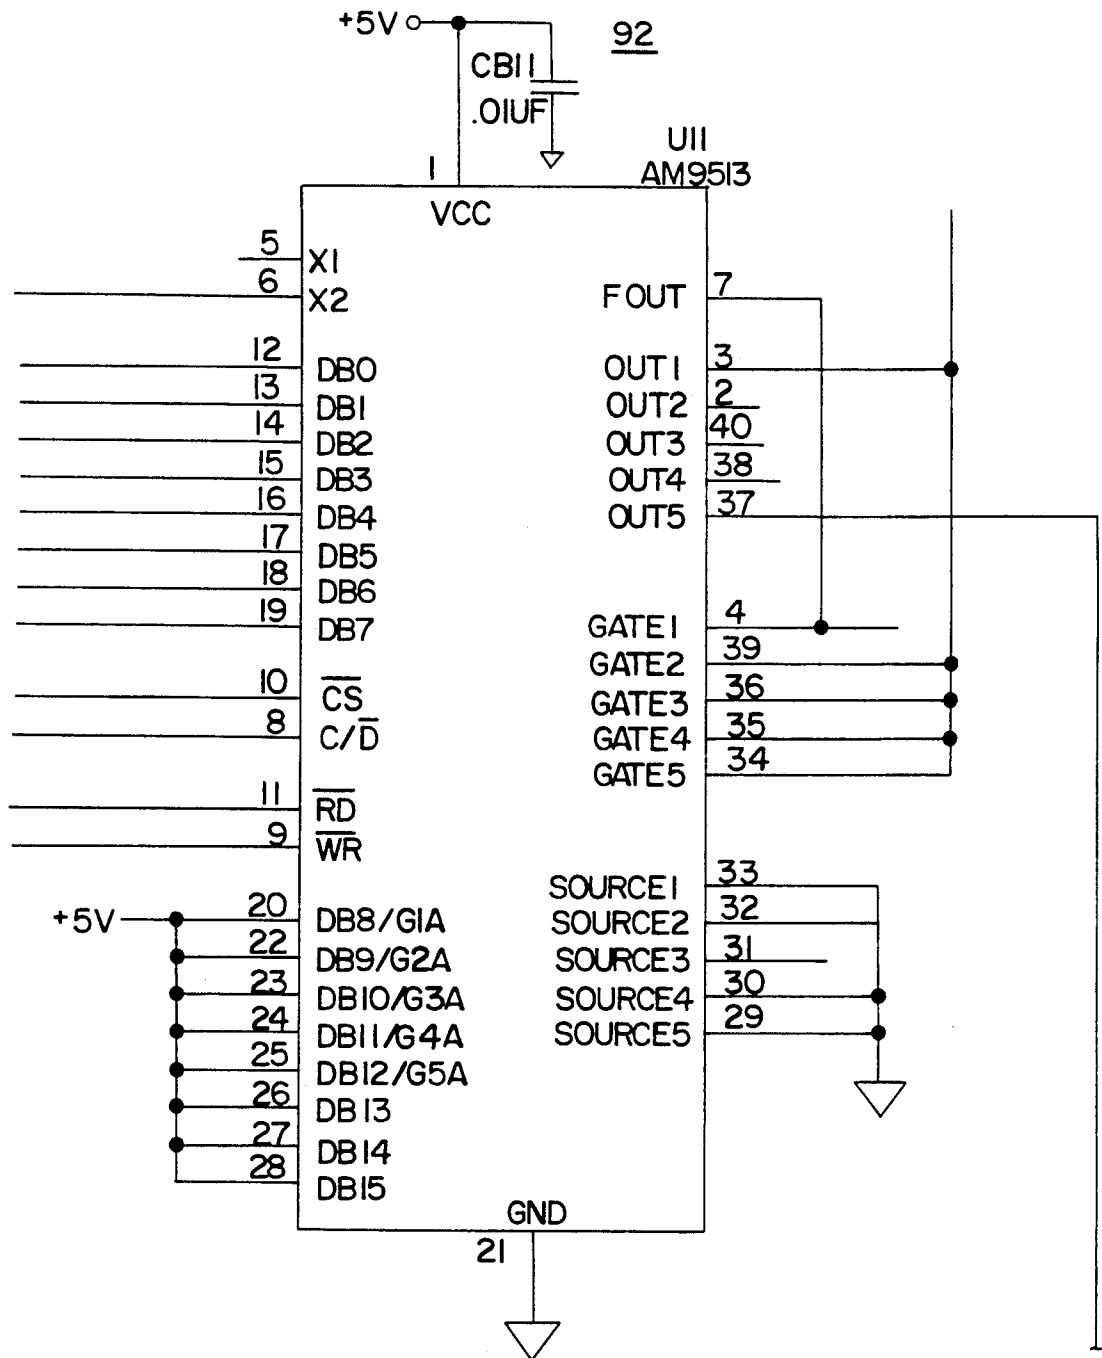 +5V
92
CB11
.01UF
U11
AM9513
1
VCC
5
X1
6
X2
FOUT
7
12
DB0
OUT1
3
13
DB1
OUT2
2
14
DB2
OUT3
40
15
DB3
OUT4
38
16
DB4
OUT5
37
17
DB5
18
DB6
19
DB7
GATE1
4
GATE2
39
10
CS
GATE3
36
8
C/D
GATE4
35
GATE5
34
11
RD
9
WR
SOURCE1
33
+5V
20
DB8/G1A
SOURCE2
32
22
DB9/G2A
SOURCE3
31
23
DB10/G3A
SOURCE4
30
24
DB11/G4A
SOURCE5
29
25
DB12/G5A
26
DB13
27
DB14
28
DB15
GND
21